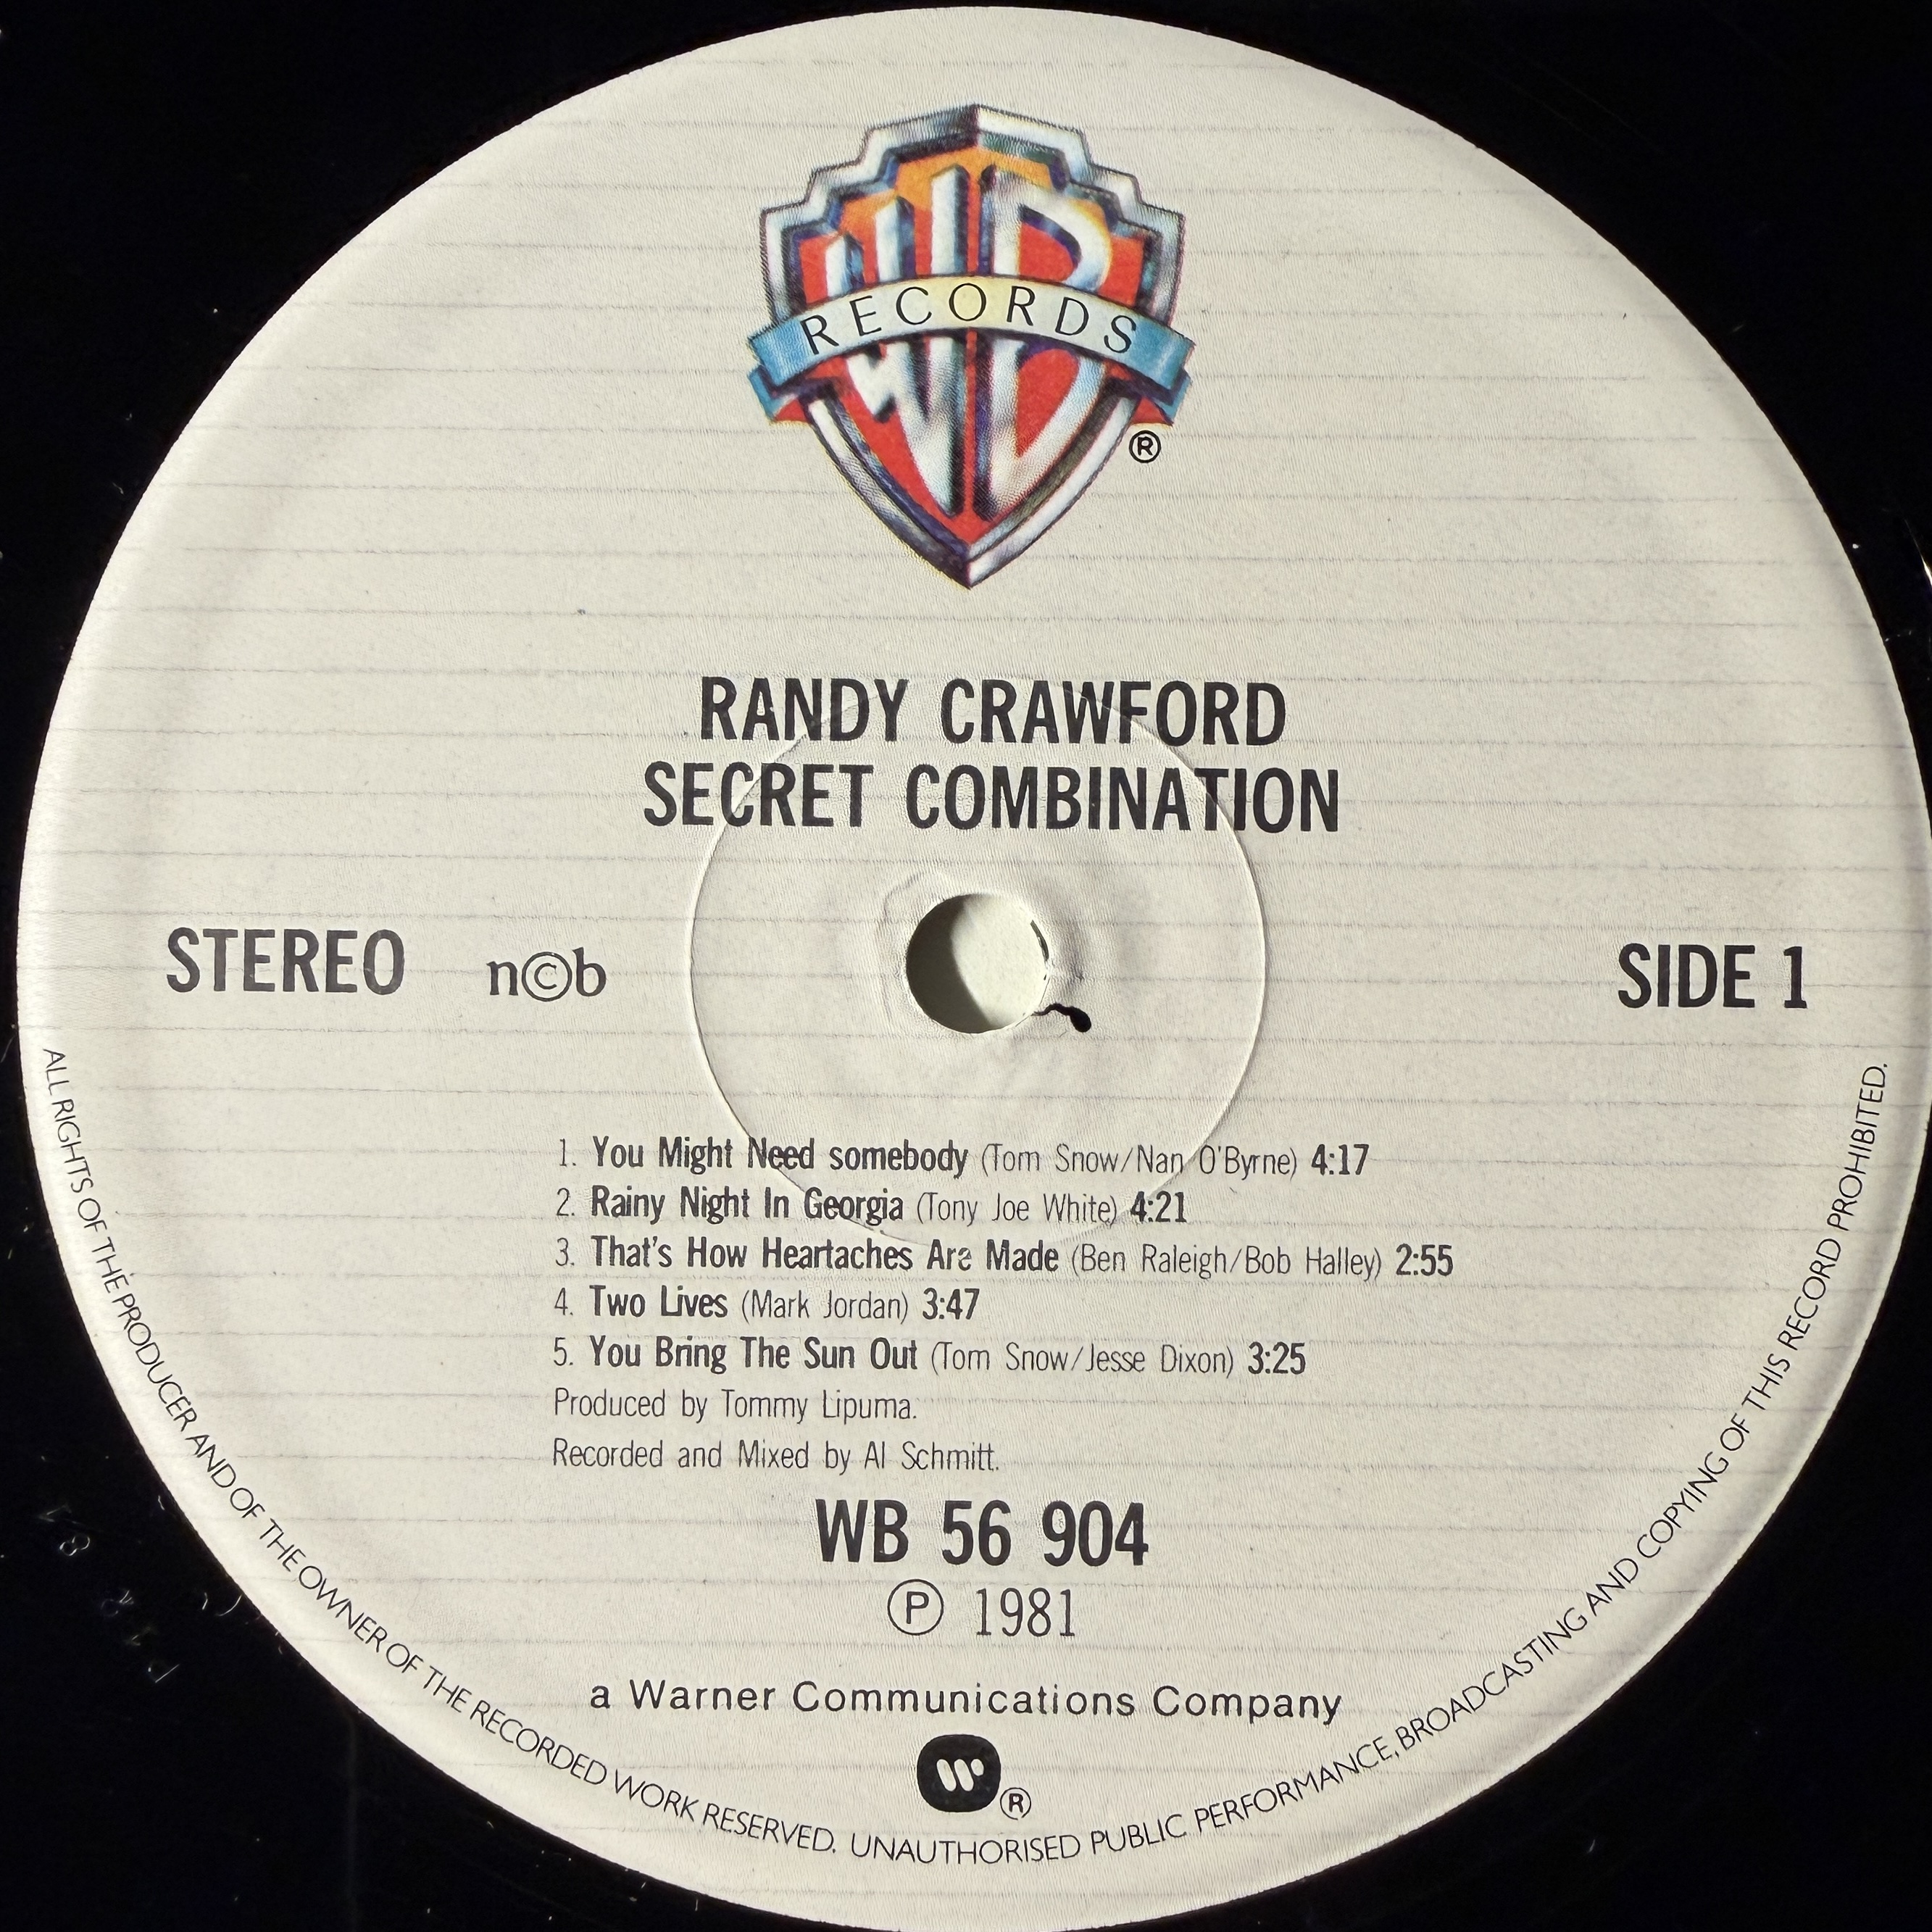 WB
RECORDS
®
RANDY CRAWFORD
SECRET COMBINATION
STEREO n©b
SIDE 1
1. You Might Need somebody (Tom Snow/Nan O'Byrne) 4:17
2. Rainy Night In Georgia (Tony Joe White) 4:21
3. That's How Heartaches Are Made (Ben Raleigh/Bob Halley) 2:55
4. Two Lives (Mark Jordan) 3:47
5. You Bring The Sun Out (Tom Snow/Jesse Dixon) 3:25
Produced by Tommy Lipuma.
Recorded and Mixed by Al Schmitt.
WB 56 904
Ⓟ 1981
a Warner Communications Company
W®
ALL RIGHTS OF THE PRODUCER AND OF THE OWNER OF THE RECORDED WORK RESERVED. UNAUTHORISED PUBLIC PERFORMANCE, BROADCASTING AND COPYING OF THIS RECORD PROHIBITED.